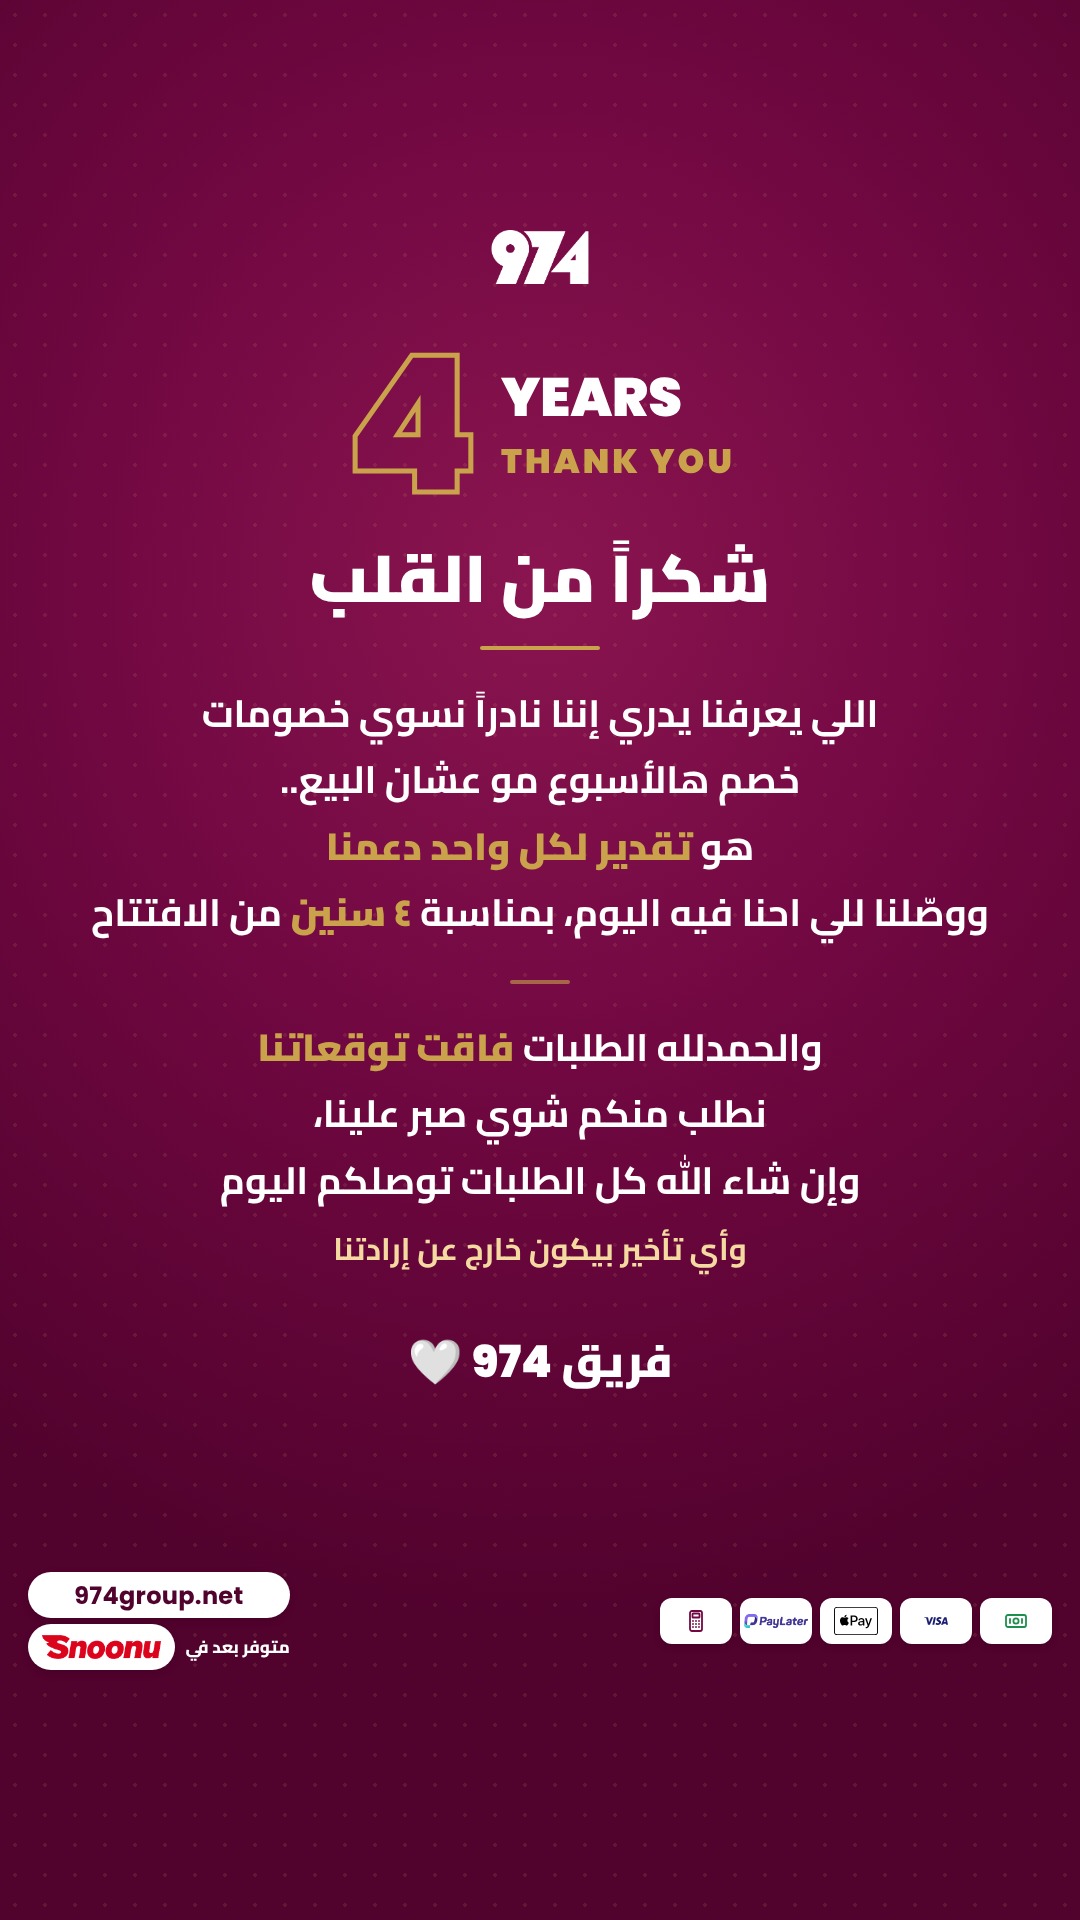 974
4 YEARS
THANK YOU
شكراً من القلب
اللي يعرفنا يدري إننا نادراً نسوي خصومات
خصم هالأسبوع مو عشان البيع..
هو تقدير لكل واحد دعمنا
ووصّلنا للي احنا فيه اليوم، بمناسبة ٤ سنين من الافتتاح
والحمدلله الطلبات فاقت توقعاتنا
نطلب منكم شوي صبر علينا،
وإن شاء الله كل الطلبات توصلكم اليوم
وأي تأخير بيكون خارج عن إرادتنا
فريق 974 🤍
974group.net
متوفر بعد في Snoonu
PayLater
Pay
VISA